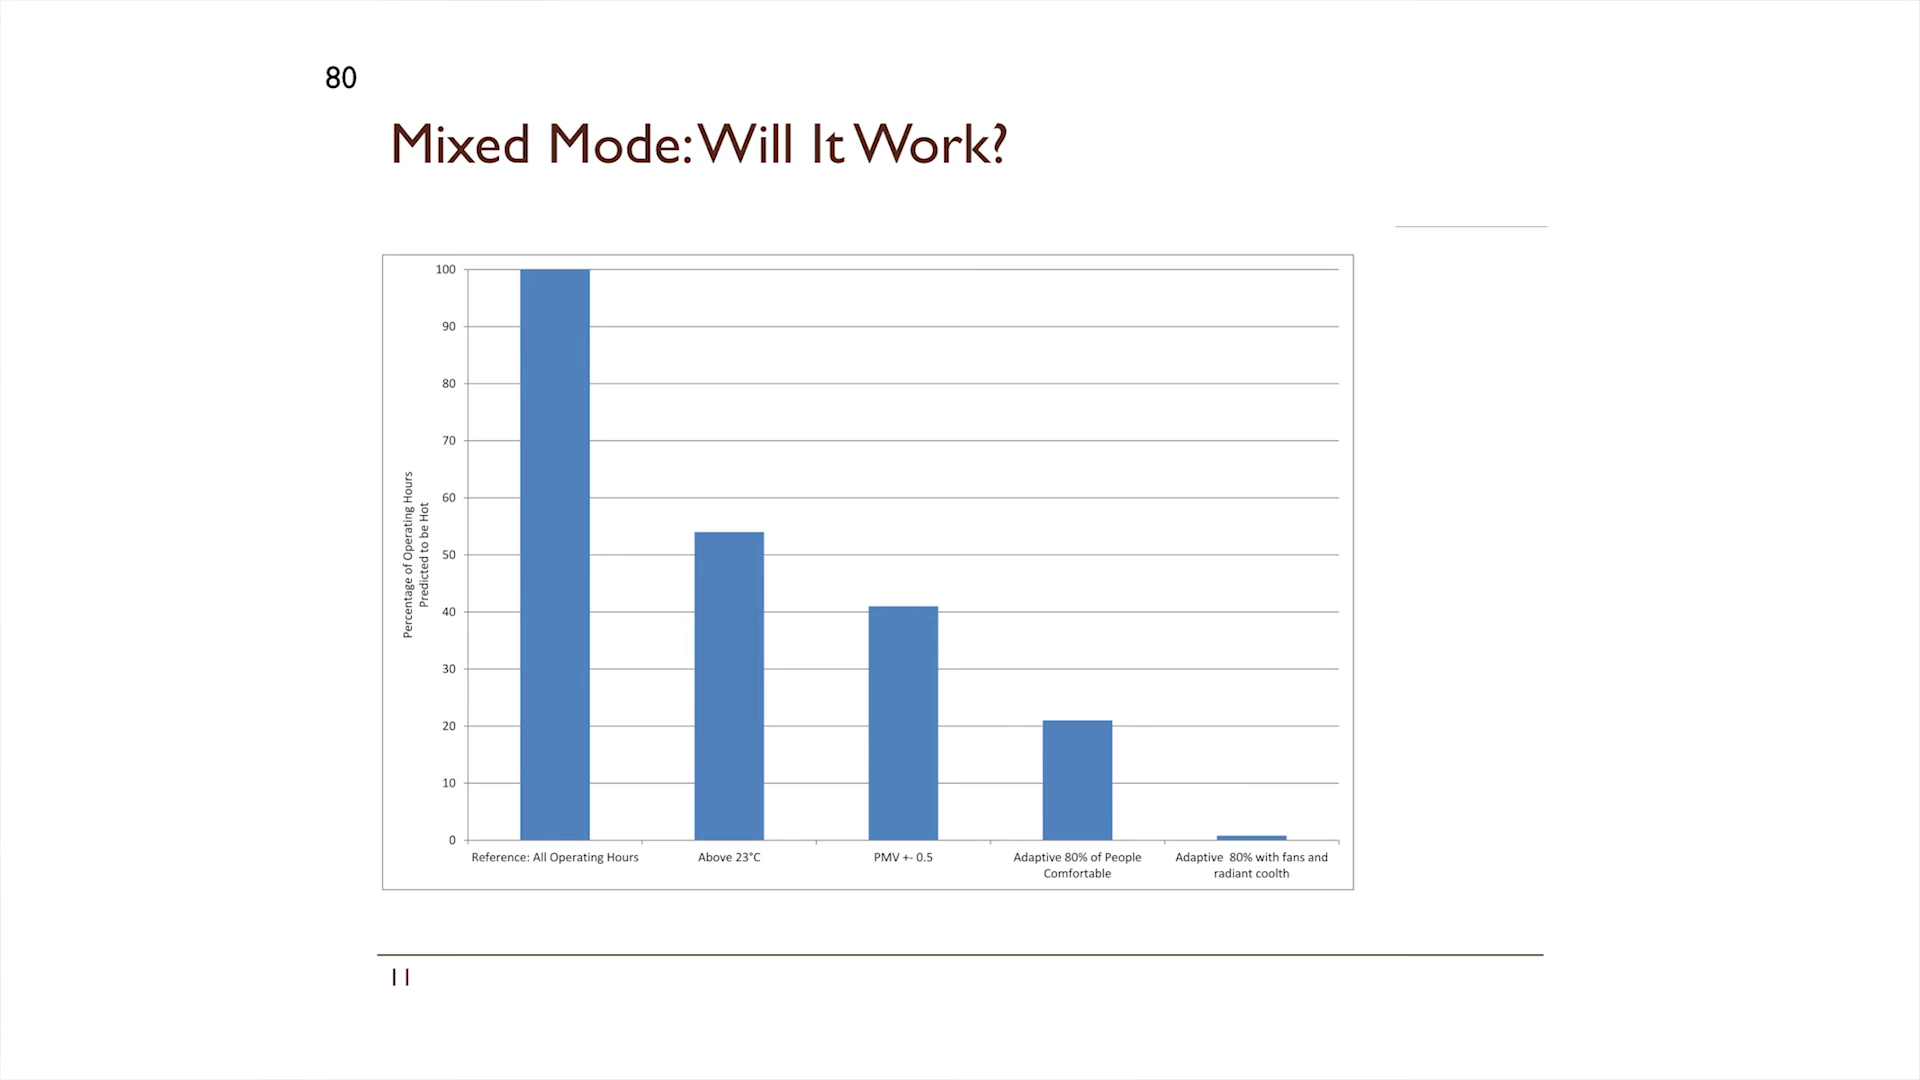 80
Mixed Mode: Will It Work?
Percentage of Operating Hours
Predicted to be Hot
100
90
80
70
60
50
40
30
20
10
0
Reference: All Operating Hours
Above 23°C
PMV +- 0.5
Adaptive 80% of People
Comfortable
Adaptive 80% with fans and
radiant coolth
11